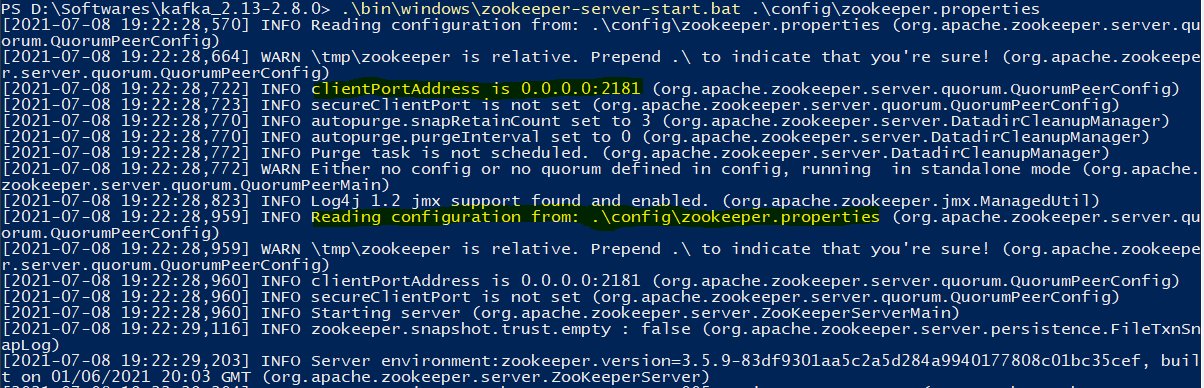 PS D:\Softwares\kafka_2.13-2.8.0> .\bin\windows\zookeeper-server-start.bat .\config\zookeeper.properties
[2021-07-08 19:22:28,570] INFO Reading configuration from: .\config\zookeeper.properties (org.apache.zookeeper.server.qu
orum.QuorumPeerConfig)
[2021-07-08 19:22:28,664] WARN \tmp\zookeeper is relative. Prepend .\ to indicate that you're sure! (org.apache.zookeepe
r.server.quorum.QuorumPeerConfig)
[2021-07-08 19:22:28,722] INFO clientPortAddress is 0.0.0.0:2181 (org.apache.zookeeper.server.quorum.QuorumPeerConfig)
[2021-07-08 19:22:28,723] INFO secureClientPort is not set (org.apache.zookeeper.server.quorum.QuorumPeerConfig)
[2021-07-08 19:22:28,770] INFO autopurge.snapRetainCount set to 3 (org.apache.zookeeper.server.DatadirCleanupManager)
[2021-07-08 19:22:28,770] INFO autopurge.purgeInterval set to 0 (org.apache.zookeeper.server.DatadirCleanupManager)
[2021-07-08 19:22:28,772] INFO Purge task is not scheduled. (org.apache.zookeeper.server.DatadirCleanupManager)
[2021-07-08 19:22:28,772] WARN Either no config or no quorum defined in config, running  in standalone mode (org.apache.
zookeeper.server.quorum.QuorumPeerMain)
[2021-07-08 19:22:28,823] INFO Log4j 1.2 jmx support found and enabled. (org.apache.zookeeper.jmx.ManagedUtil)
[2021-07-08 19:22:28,959] INFO Reading configuration from: .\config\zookeeper.properties (org.apache.zookeeper.server.qu
orum.QuorumPeerConfig)
[2021-07-08 19:22:28,959] WARN \tmp\zookeeper is relative. Prepend .\ to indicate that you're sure! (org.apache.zookeepe
r.server.quorum.QuorumPeerConfig)
[2021-07-08 19:22:28,960] INFO clientPortAddress is 0.0.0.0:2181 (org.apache.zookeeper.server.quorum.QuorumPeerConfig)
[2021-07-08 19:22:28,960] INFO secureClientPort is not set (org.apache.zookeeper.server.quorum.QuorumPeerConfig)
[2021-07-08 19:22:28,960] INFO Starting server (org.apache.zookeeper.server.ZooKeeperServerMain)
[2021-07-08 19:22:29,116] INFO zookeeper.snapshot.trust.empty : false (org.apache.zookeeper.server.persistence.FileTxnSn
apLog)
[2021-07-08 19:22:29,203] INFO Server environment:zookeeper.version=3.5.9-83df9301aa5c2a5d284a9940177808c01bc35cef, buil
t on 01/06/2021 20:03 GMT (org.apache.zookeeper.server.ZooKeeperServer)